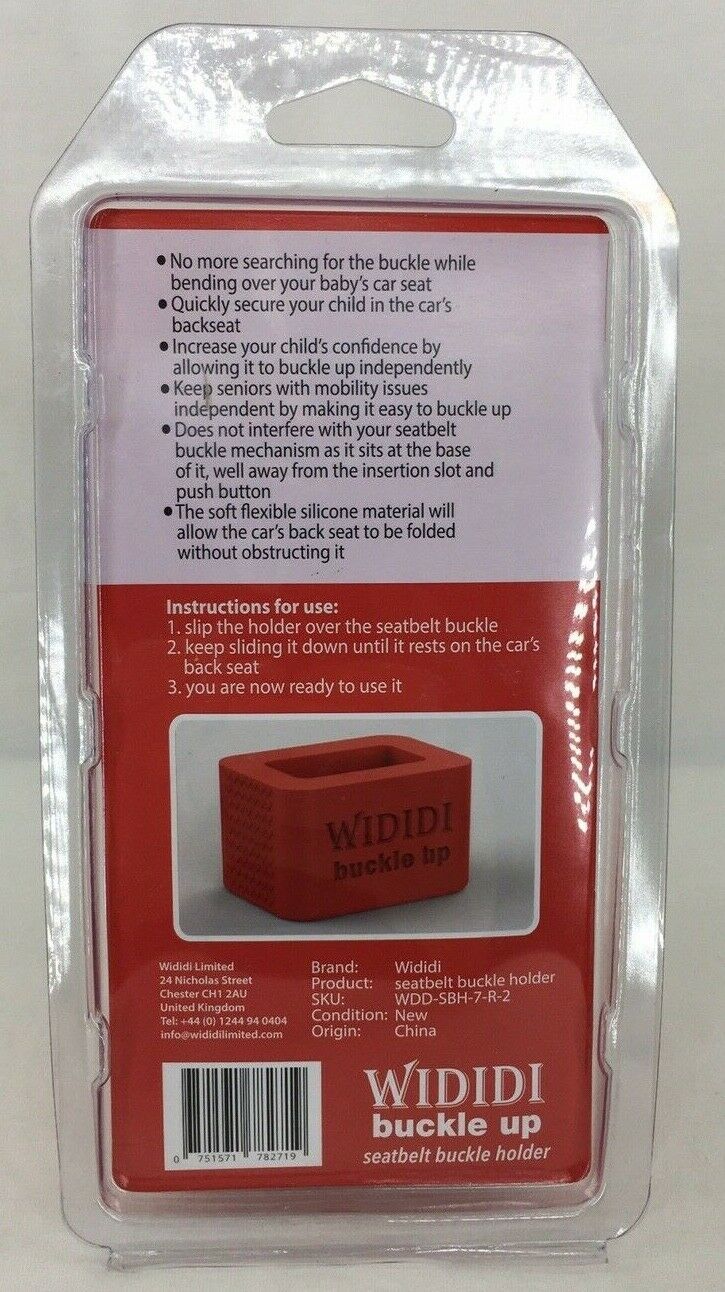 • No more searching for the buckle while
bending over your baby's car seat
• Quickly secure your child in the car's
backseat
• Increase your child's confidence by
allowing it to buckle up independently
• Keep seniors with mobility issues
independent by making it easy to buckle up
• Does not interfere with your seatbelt
buckle mechanism as it sits at the base
of it, well away from the insertion slot and
push button
• The soft flexible silicone material will
allow the car's back seat to be folded
without obstructing it
Instructions for use:
1. slip the holder over the seatbelt buckle
2. keep sliding it down until it rests on the car's
back seat
3. you are now ready to use it
WIDIDI
buckle up
Wididi Limited
24 Nicholas Street
Chester CH1 2AU
United Kingdom
Tel: +44 (0) 1244 94 0404
info@wididilimited.com
Brand: Wididi
Product: seatbelt buckle holder
SKU: WDD-SBH-7-R-2
Condition: New
Origin: China
0 751571 782719
WIDIDI
buckle up
seatbelt buckle holder